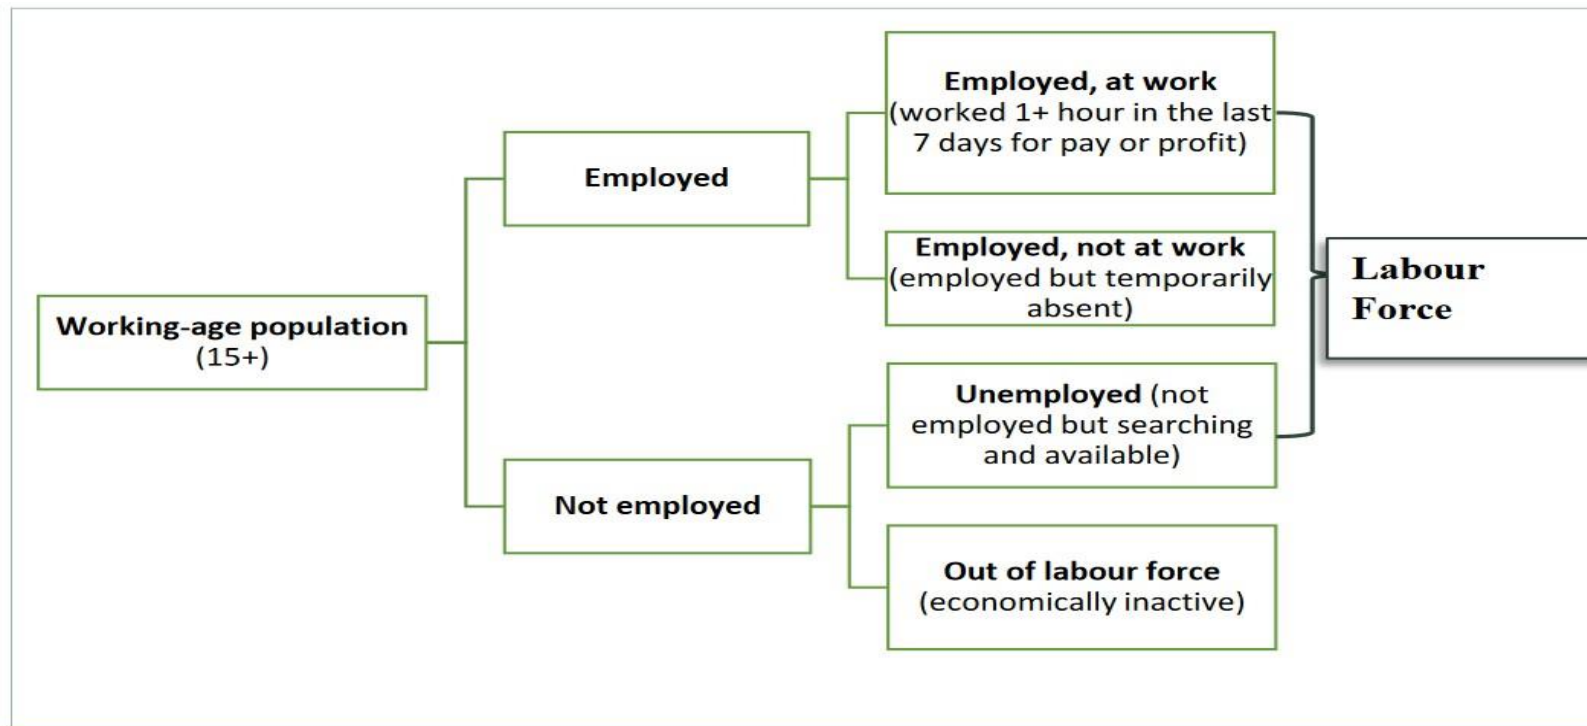 Working-age population
(15+)
Employed
Not employed
Employed, at work
(worked 1+ hour in the last
7 days for pay or profit)
Employed, not at work
(employed but temporarily
absent)
Unemployed (not
employed but searching
and available)
Out of labour force
(economically inactive)
Labour
Force